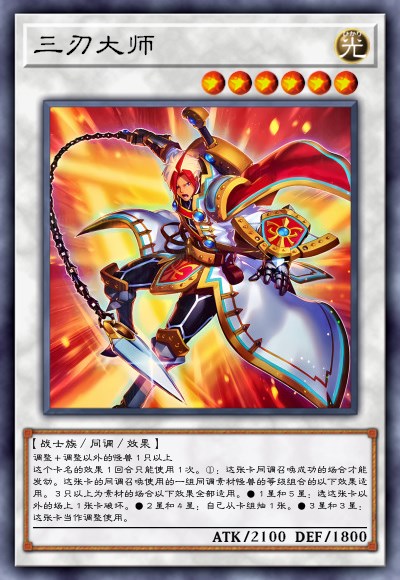 三刃大师
ひかり
光
【战士族/同调/效果】
调整＋调整以外的怪兽1只以上
这个卡名的效果1回合只能使用1次。①：这张卡同调召唤成功的场合才能
发动。这张卡的同调召唤使用的一组同调素材怪兽的等级组合的以下效果适
用。3只以上为素材的场合以下效果全部适用。●1星和5星：选这张卡以
外的场上1张卡破坏。●2星和4星：自己从卡组抽1张。●3星和3星：
这张卡当作调整使用。
ATK/2100 DEF/1800